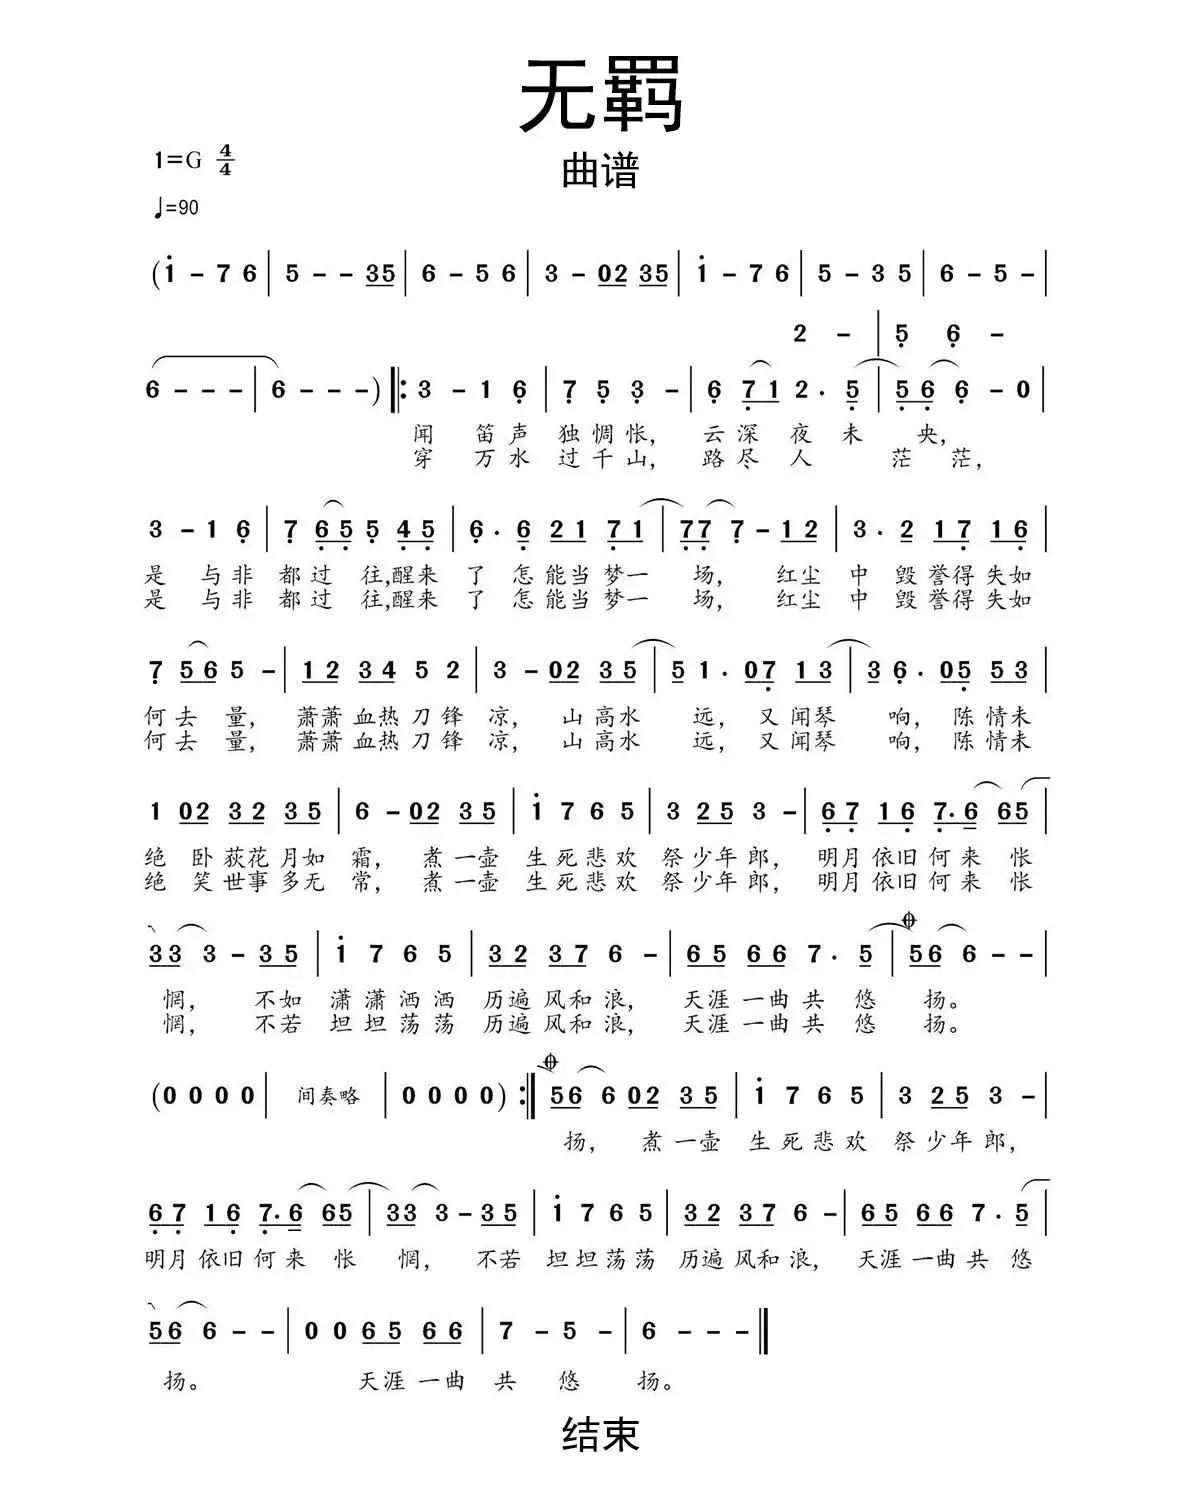 无羁
1=G 4/4
曲谱
♩=90
(i - 7 6 | 5 - - 35 | 6 - 5 6 | 3 - 02 35 | i - 7 6 | 5 - 3 5 | 6 - 5 - |
2 - | 5 6 -
6 - - - | 6 - - - ) ‖: 3 - 1 6 | 7 5 3 - | 6 71 2 . 5 | 56 6 - 0 |
闻 笛声 独惆怅, 云深 夜 未 央,
穿 万水 过千山, 路尽 人 茫 茫,
3 - 1 6 | 7 65 5 45 | 6 . 6 21 71 | 77 7 - 12 | 3 . 2 17 16 |
是 与非 都过 往,醒来 了 怎能当梦一 场, 红尘 中 毁誉得失如
是 与非 都过 往,醒来 了 怎能当梦一 场, 红尘 中 毁誉得失如
7 56 5 - | 12 34 5 2 | 3 - 02 35 | 5 1 . 07 13 | 3 6 . 05 53 |
何去 量, 萧萧血热刀锋 凉, 山高水 远, 又闻琴 响, 陈情未
何去 量, 萧萧血热刀锋 凉, 山高水 远, 又闻琴 响, 陈情未
1 02 32 35 | 6 - 02 35 | i 7 6 5 | 3 25 3 - | 67 16 7.6 65 |
绝 卧荻花月如 霜, 煮一壶 生死悲欢 祭少年郎, 明月依旧何来 怅
绝 笑世事多无 常, 煮一壶 生死悲欢 祭少年郎, 明月依旧何来 怅
33 3 - 35 | i 7 6 5 | 32 37 6 - | 65 66 7 . 5 | 56 6 - - |
惘, 不如 潇潇洒洒 历遍风和浪, 天涯一曲共 悠 扬。
惘, 不若 坦坦荡荡 历遍风和浪, 天涯一曲共 悠 扬。
(0 0 0 0 | 间奏略 | 0 0 0 0 ) :‖ 56 6 02 35 | i 7 6 5 | 3 25 3 - |
扬, 煮一壶 生死悲欢 祭少年郎,
67 16 7.6 65 | 33 3 - 35 | i 7 6 5 | 32 37 6 - | 65 66 7 . 5 |
明月依旧何来 怅 惘, 不若 坦坦荡荡 历遍风和浪, 天涯一曲共 悠
56 6 - - | 0 0 65 66 | 7 - 5 - | 6 - - - ‖
扬。 天涯一曲 共 悠 扬。
结束